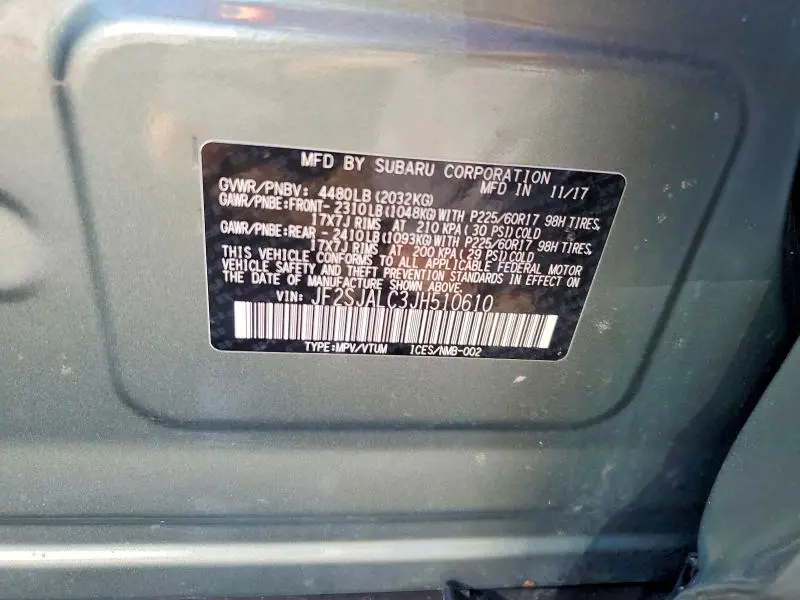 MFD BY SUBARU CORPORATION
MFD IN 11/17
GVWR/PNBV: 4480LB (2032KG)
GAWR/PNBE:FRONT- 2310LB (1048KG) WITH P225/60R17 98H TIRES,
17X7J RIMS AT 210 KPA ( 30 PSI) COLD
GAWR/PNBE:REAR - 2410LB (1093KG) WITH P225/60R17 98H TIRES,
17X7J RIMS AT 200 KPA ( 29 PSI) COLD
THIS VEHICLE CONFORMS TO ALL APPLICABLE FEDERAL MOTOR
VEHICLE SAFETY AND THEFT PREVENTION STANDARDS IN EFFECT ON
THE DATE OF MANUFACTURE SHOWN ABOVE.
VIN: JF2SJALC3JH510610
TYPE:MPV/VTUM ICES/NMB-002